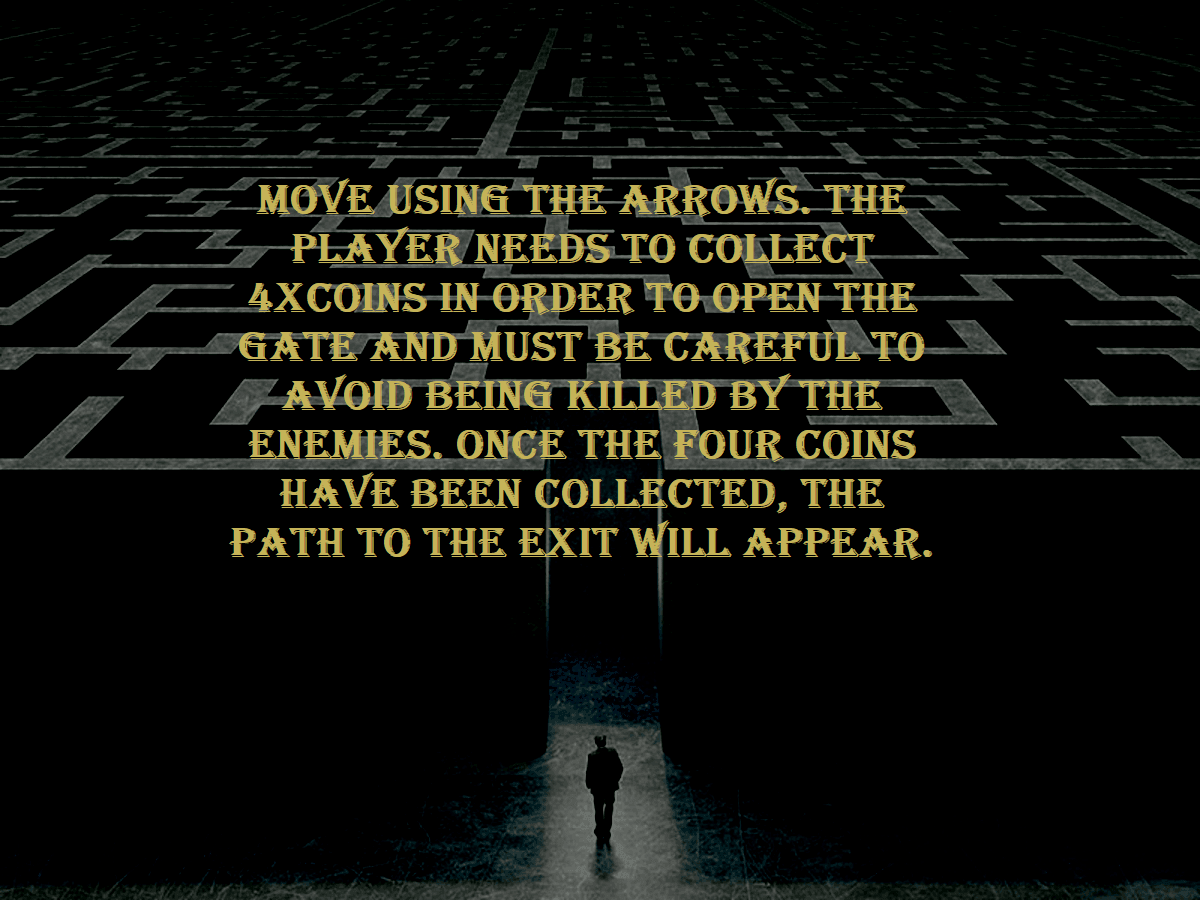 MOVE USING THE ARROWS. THE
PLAYER NEEDS TO COLLECT
4XCOINS IN ORDER TO OPEN THE
GATE AND MUST BE CAREFUL TO
AVOID BEING KILLED BY THE
ENEMIES. ONCE THE FOUR COINS
HAVE BEEN COLLECTED, THE
PATH TO THE EXIT WILL APPEAR.